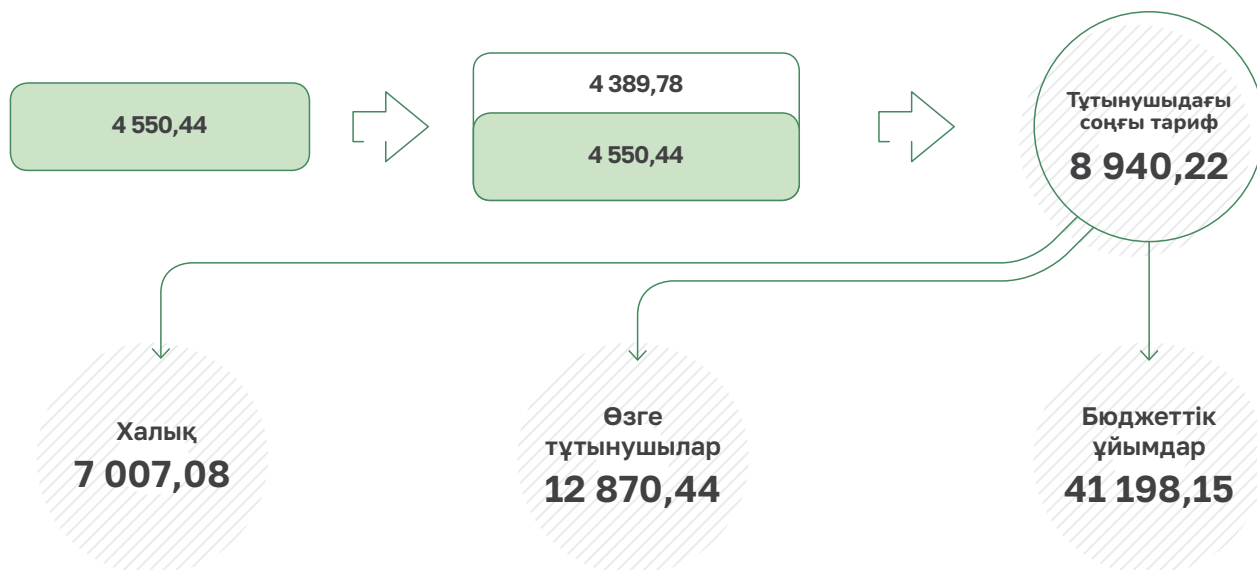 4 550,44
4 389,78
4 550,44
Тұтынушыдағы
соңғы тариф
8 940,22
Халық
7 007,08
Өзге
тұтынушылар
12 870,44
Бюджеттік
ұйымдар
41 198,15